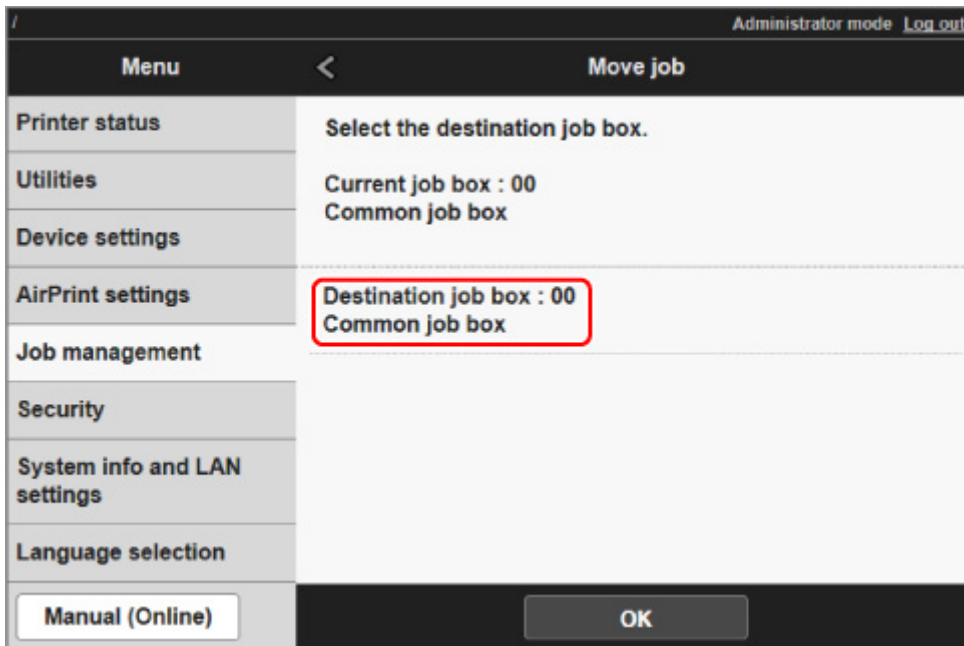 /
Administrator mode Log out
Menu
< Move job
Printer status
Utilities
Device settings
AirPrint settings
Job management
Security
System info and LAN
settings
Language selection
Manual (Online)
Select the destination job box.
Current job box : 00
Common job box
Destination job box : 00
Common job box
OK